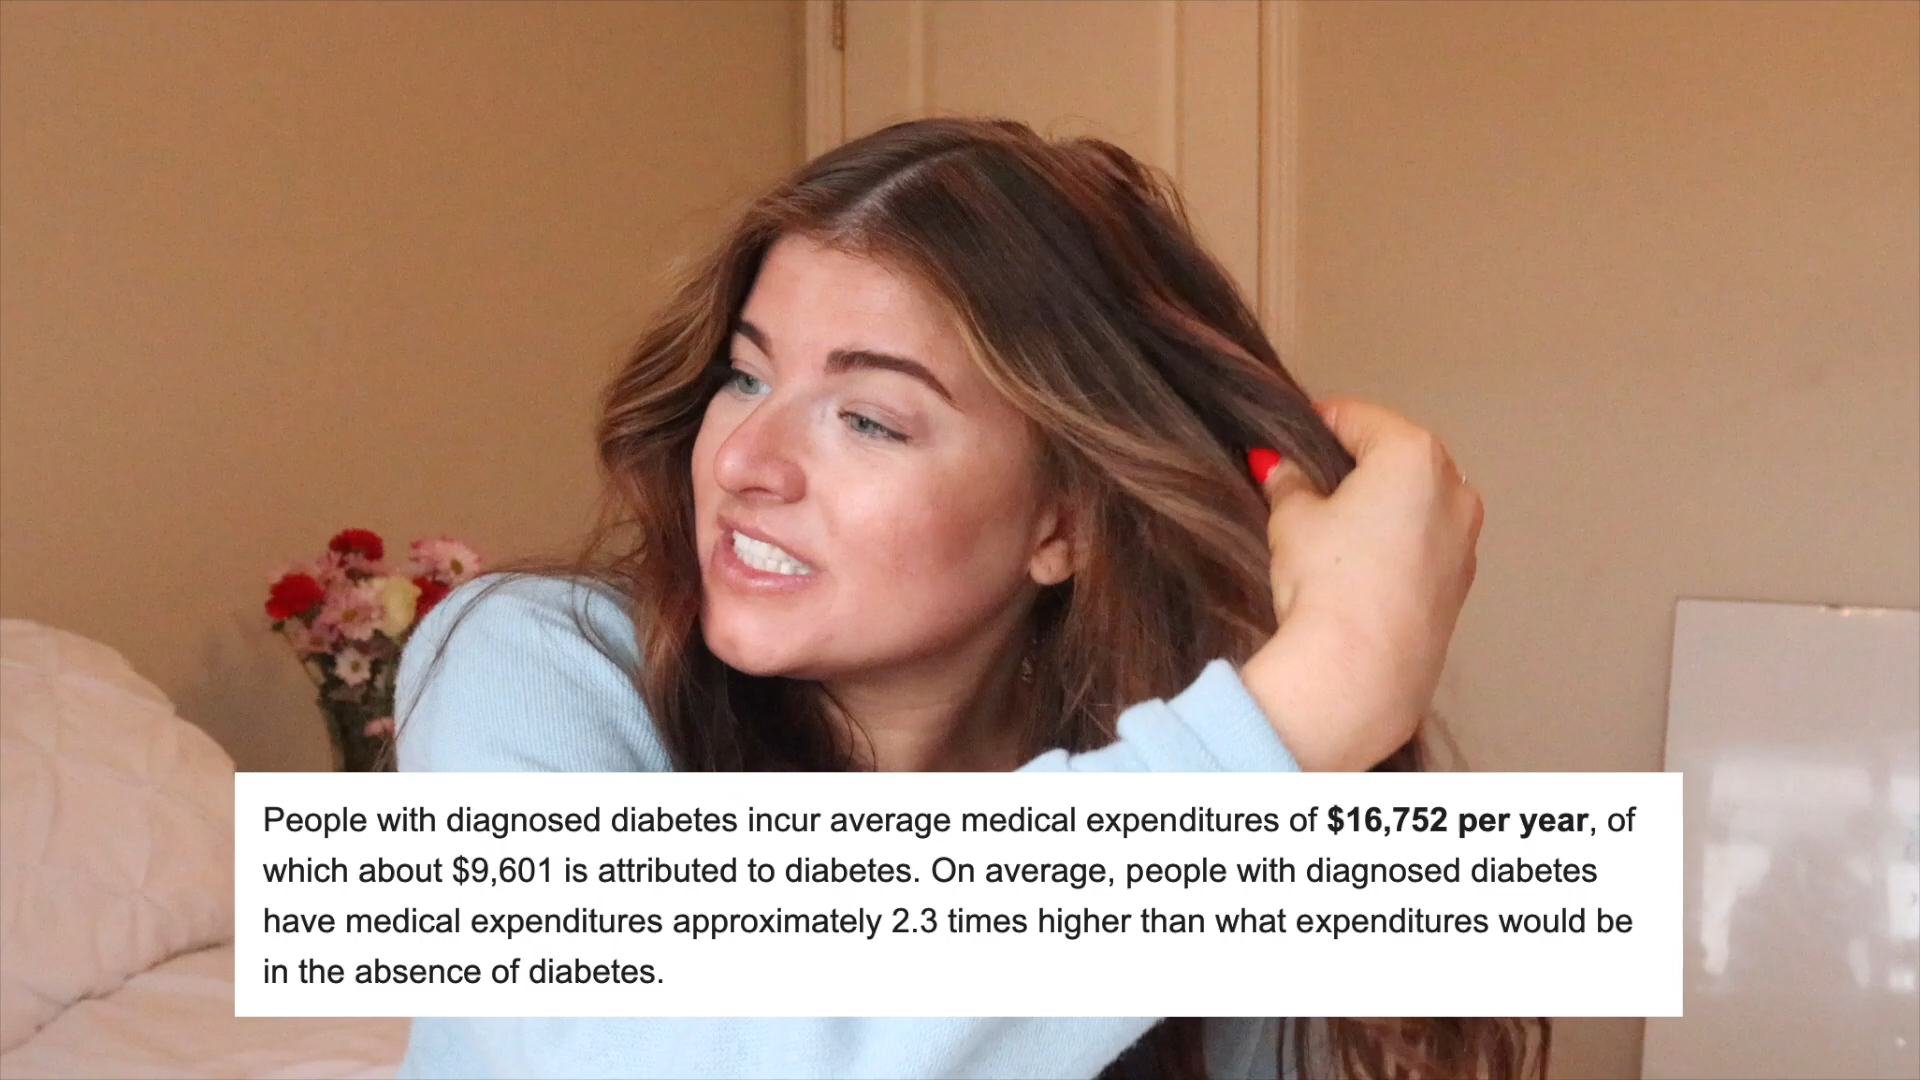 People with diagnosed diabetes incur average medical expenditures of $16,752 per year, of
which about $9,601 is attributed to diabetes. On average, people with diagnosed diabetes
have medical expenditures approximately 2.3 times higher than what expenditures would be
in the absence of diabetes.